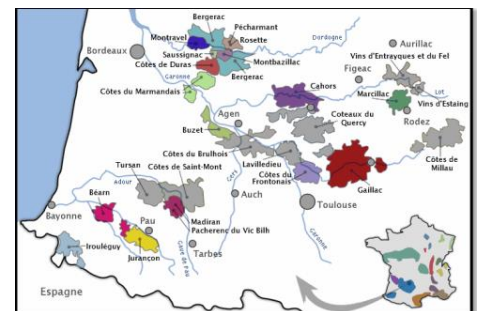 Bergerac
Pécharmant
Montravel
Rosette
Dordogne
Aurillac
Bordeaux
Saussignac
Montbazillac
Vins d'Entraygues et du Fel
Côtes de Duras
Figeac
Garonne
Bergerac
Cahors
Lot
Côtes du Marmandais
Marcillac
Vins d'Estaing
Agen
Coteaux du
Quercy
Rodez
Buzet
Côtes du Brulhois
Lavilledieu
Côtes de
Millau
Tursan
Côtes de Saint-Mont
Côtes du
Frontonnais
Gaillac
Adour
Gers
Béarn
Auch
Toulouse
Bayonne
Pau
Madiran
Pacherenc du Vic Bilh
Garonne
Irouléguy
Jurançon
Tarbes
Gave de Pau
Espagne